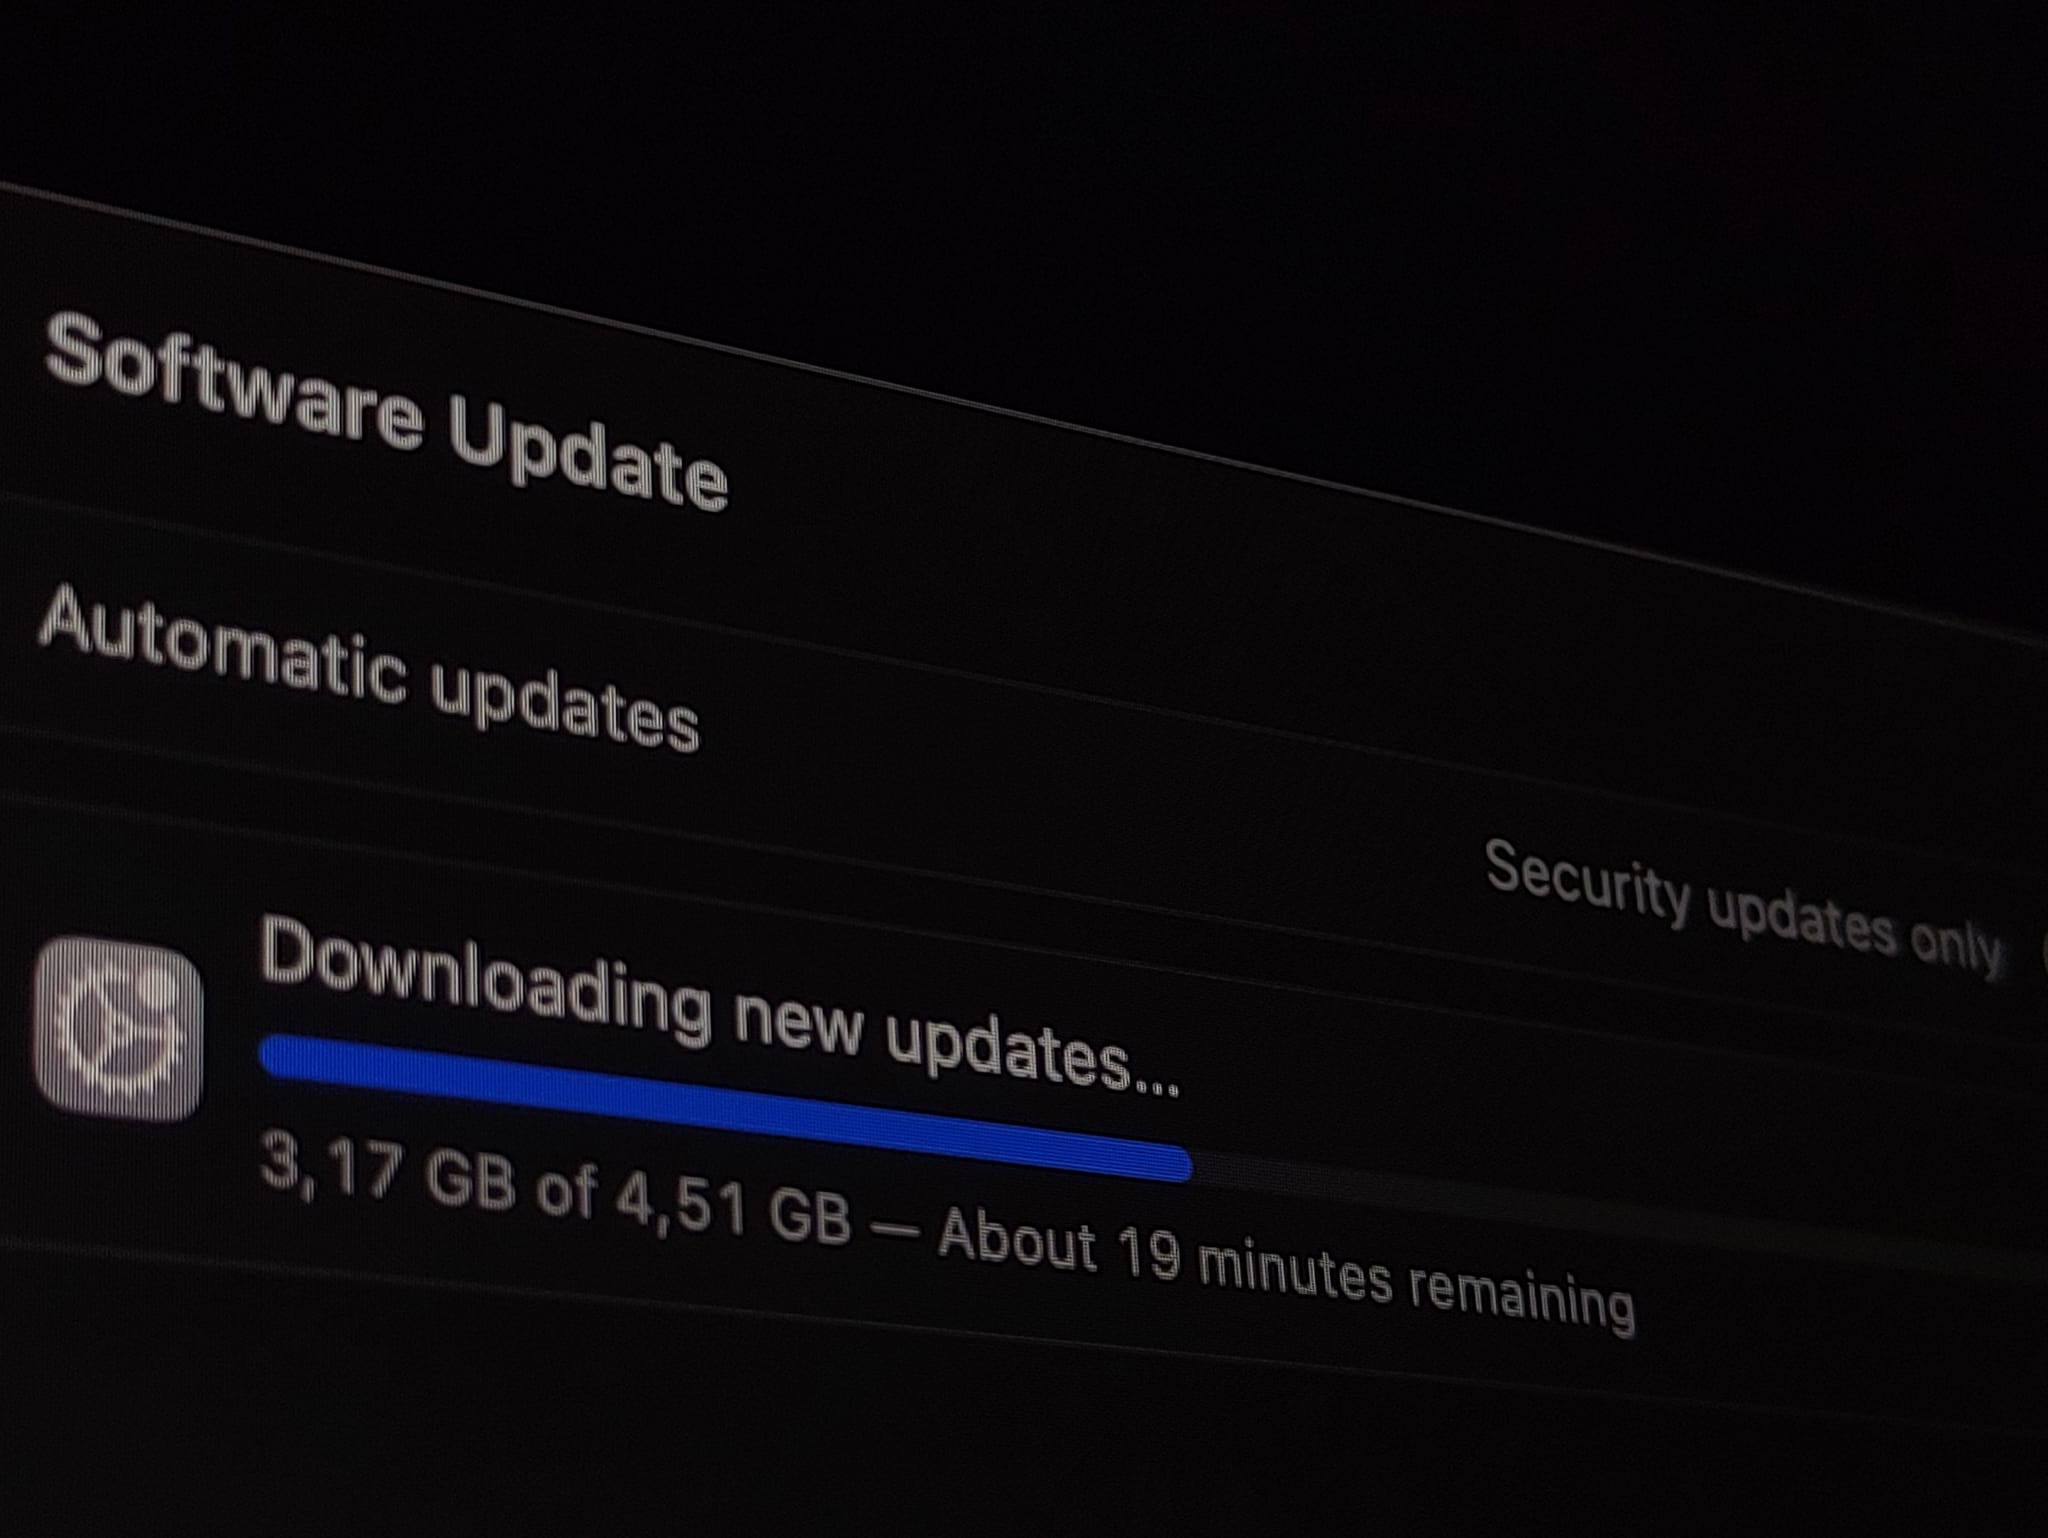 Software Update
Automatic updates
Security updates only
Downloading new updates...
3,17 GB of 4,51 GB — About 19 minutes remaining